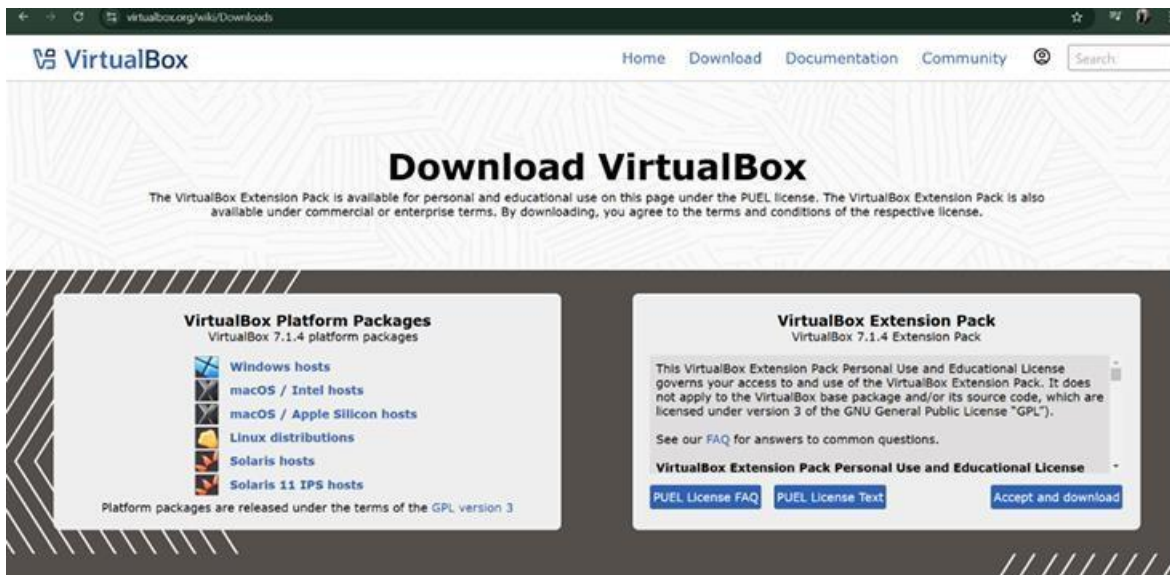 virtualbox.org/wiki/Downloads
VirtualBox
Home Download Documentation Community Search
Download VirtualBox
The VirtualBox Extension Pack is available for personal and educational use on this page under the PUEL license. The VirtualBox Extension Pack is also
available under commercial or enterprise terms. By downloading, you agree to the terms and conditions of the respective license.
VirtualBox Platform Packages
VirtualBox 7.1.4 platform packages
Windows hosts
macOS / Intel hosts
macOS / Apple Silicon hosts
Linux distributions
Solaris hosts
Solaris 11 IPS hosts
Platform packages are released under the terms of the GPL version 3
VirtualBox Extension Pack
VirtualBox 7.1.4 Extension Pack
This VirtualBox Extension Pack Personal Use and Educational License
governs your access to and use of the VirtualBox Extension Pack. It does
not apply to the VirtualBox base package and/or its source code, which are
licensed under version 3 of the GNU General Public License "GPL").
See our FAQ for answers to common questions.
VirtualBox Extension Pack Personal Use and Educational License
PUEL License FAQ PUEL License Text Accept and download